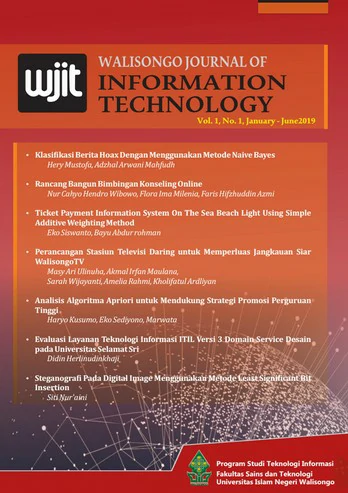 wjit
WALISONGO JOURNAL OF
INFORMATION
TECHNOLOGY
Vol. 1, No. 1, January - June2019
Klasifikasi Berita Hoax Dengan Menggunakan Metode Naive Bayes
Hery Mustofa, Adzhal Arwani Mahfudh
Rancang Bangun Bimbingan Konseling Online
Nur Cahyo Hendro Wibowo, Flora Ima Milenia, Faris Hifzhuddin Azmi
Ticket Payment Information System On The Sea Beach Light Using Simple
Additive Weighting Method
Eko Siswanto, Bayu Abdur rohman
Perancangan Stasiun Televisi Daring untuk Memperluas Jangkauan Siar
WalisongoTV
Masy Ari Ulinuha, Akmal Irfan Maulana,
Sarah Wijayanti, Amelia Rahmi, Kholifatul Ardliyan
Analisis Algoritma Apriori untuk Mendukung Strategi Promosi Perguruan
Tinggi
Haryo Kusumo, Eko Sediyono, Marwata
Evaluasi Layanan Teknologi Informasi ITIL Versi 3 Domain Service Desain
pada Universitas Selamat Sri
Didin Herlinudinkhaji
Steganografi Pada Digital Image Menggunakan Metode Least Significant Bit
Insertion
Siti Nur'aini
Program Studi Teknologi Informasi
Fakultas Sains dan Teknologi
Universitas Islam Negeri Walisongo